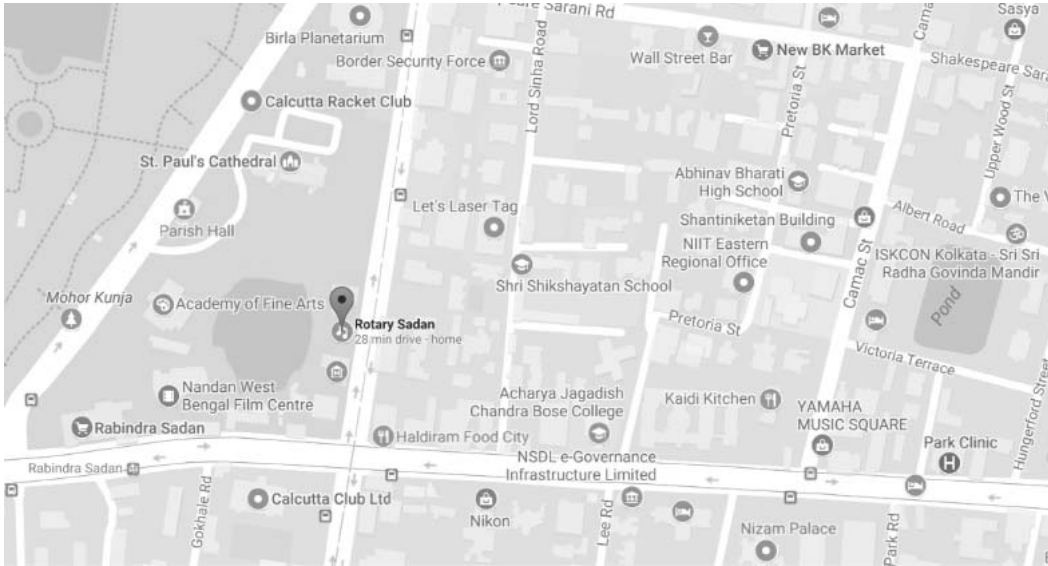 Birla Planetarium
Border Security Force
Calcutta Racket Club
St. Paul's Cathedral
Parish Hall
Let's Laser Tag
Lord Sinha Road
Sarani Rd
Wall Street Bar
New BK Market
Pretoria St
Sasya
Shakespeare Sara
Upper Wood St
Abhinav Bharati
High School
Shantiniketan Building
Albert Road
The V
NIIT Eastern
Regional Office
Camac St
ISKCON Kolkata - Sri Sri
Radha Govinda Mandir
Shri Shikshayatan School
Mohor Kunja
Academy of Fine Arts
Rotary Sadan
28 min drive - home
Pretoria St
Pond
Victoria Terrace
Nandan West
Bengal Film Centre
Acharya Jagadish
Chandra Bose College
Kaidi Kitchen
YAMAHA
MUSIC SQUARE
Hungerford Street
Rabindra Sadan
Haldiram Food City
Park Clinic
H
NSDL e-Governance
Infrastructure Limited
Rabindra Sadan
Gokhale Rd
Calcutta Club Ltd
Nikon
Lee Rd
Nizam Palace
Park Rd